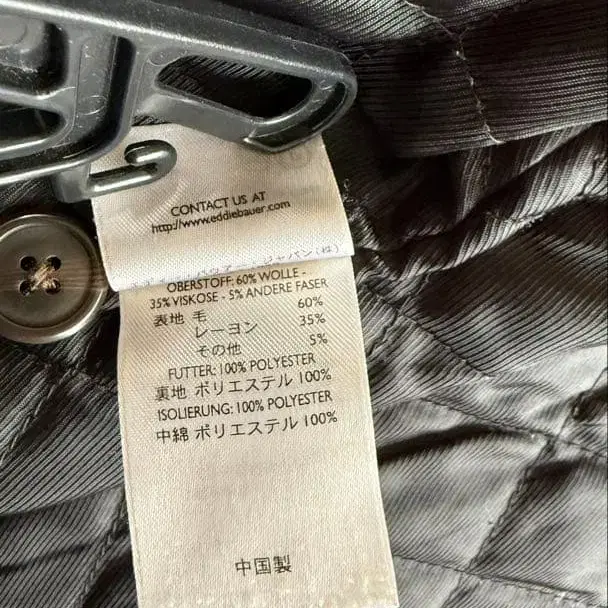 CONTACT US AT
http://www.eddiebauer.com
OBERSTOFF: 60% WOLLE -
35% VISKOSE - 5% ANDERE FASER
表地 毛 60%
レーヨン 35%
その他 5%
FUTTER: 100% POLYESTER
裏地 ポリエステル 100%
ISOLIERUNG: 100% POLYESTER
中綿 ポリエステル 100%
中国製